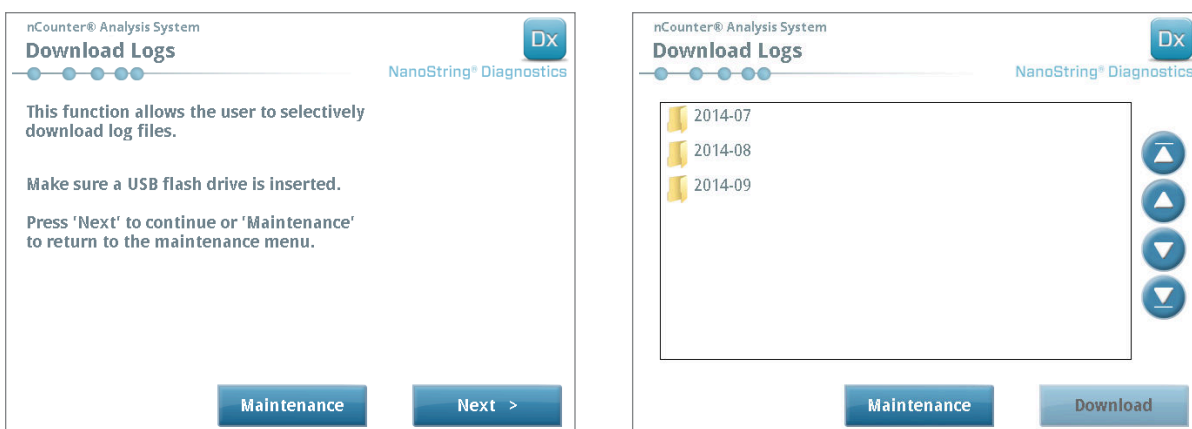 nCounter® Analysis System
Download Logs
Dx
NanoString® Diagnostics
This function allows the user to selectively
download log files.
Make sure a USB flash drive is inserted.
Press 'Next' to continue or 'Maintenance'
to return to the maintenance menu.
Maintenance
Next >
nCounter® Analysis System
Download Logs
Dx
NanoString® Diagnostics
2014-07
2014-08
2014-09
Maintenance
Download